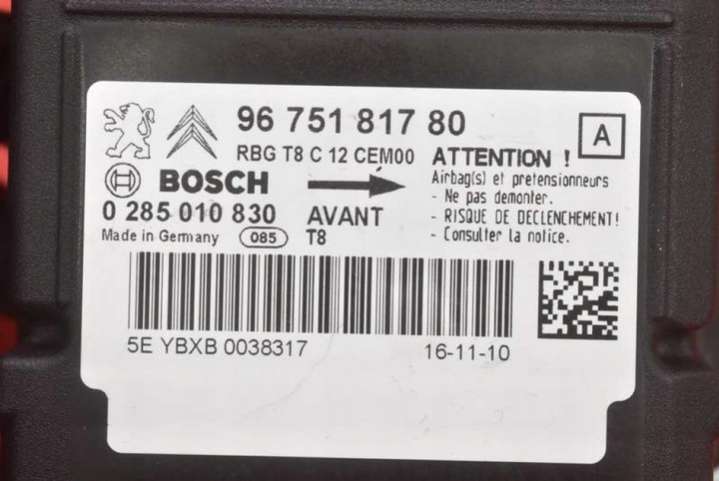 96 751 817 80
A
RBG T8 C 12 CEM00
ATTENTION !
BOSCH
Airbag(s) et pretensionneurs
- Ne pas demonter.
0 285 010 830 AVANT
- RISQUE DE DECLENCHEMENT!
Made in Germany 085 T8
- Consulter la notice.
5E YBXB 0038317 16-11-10